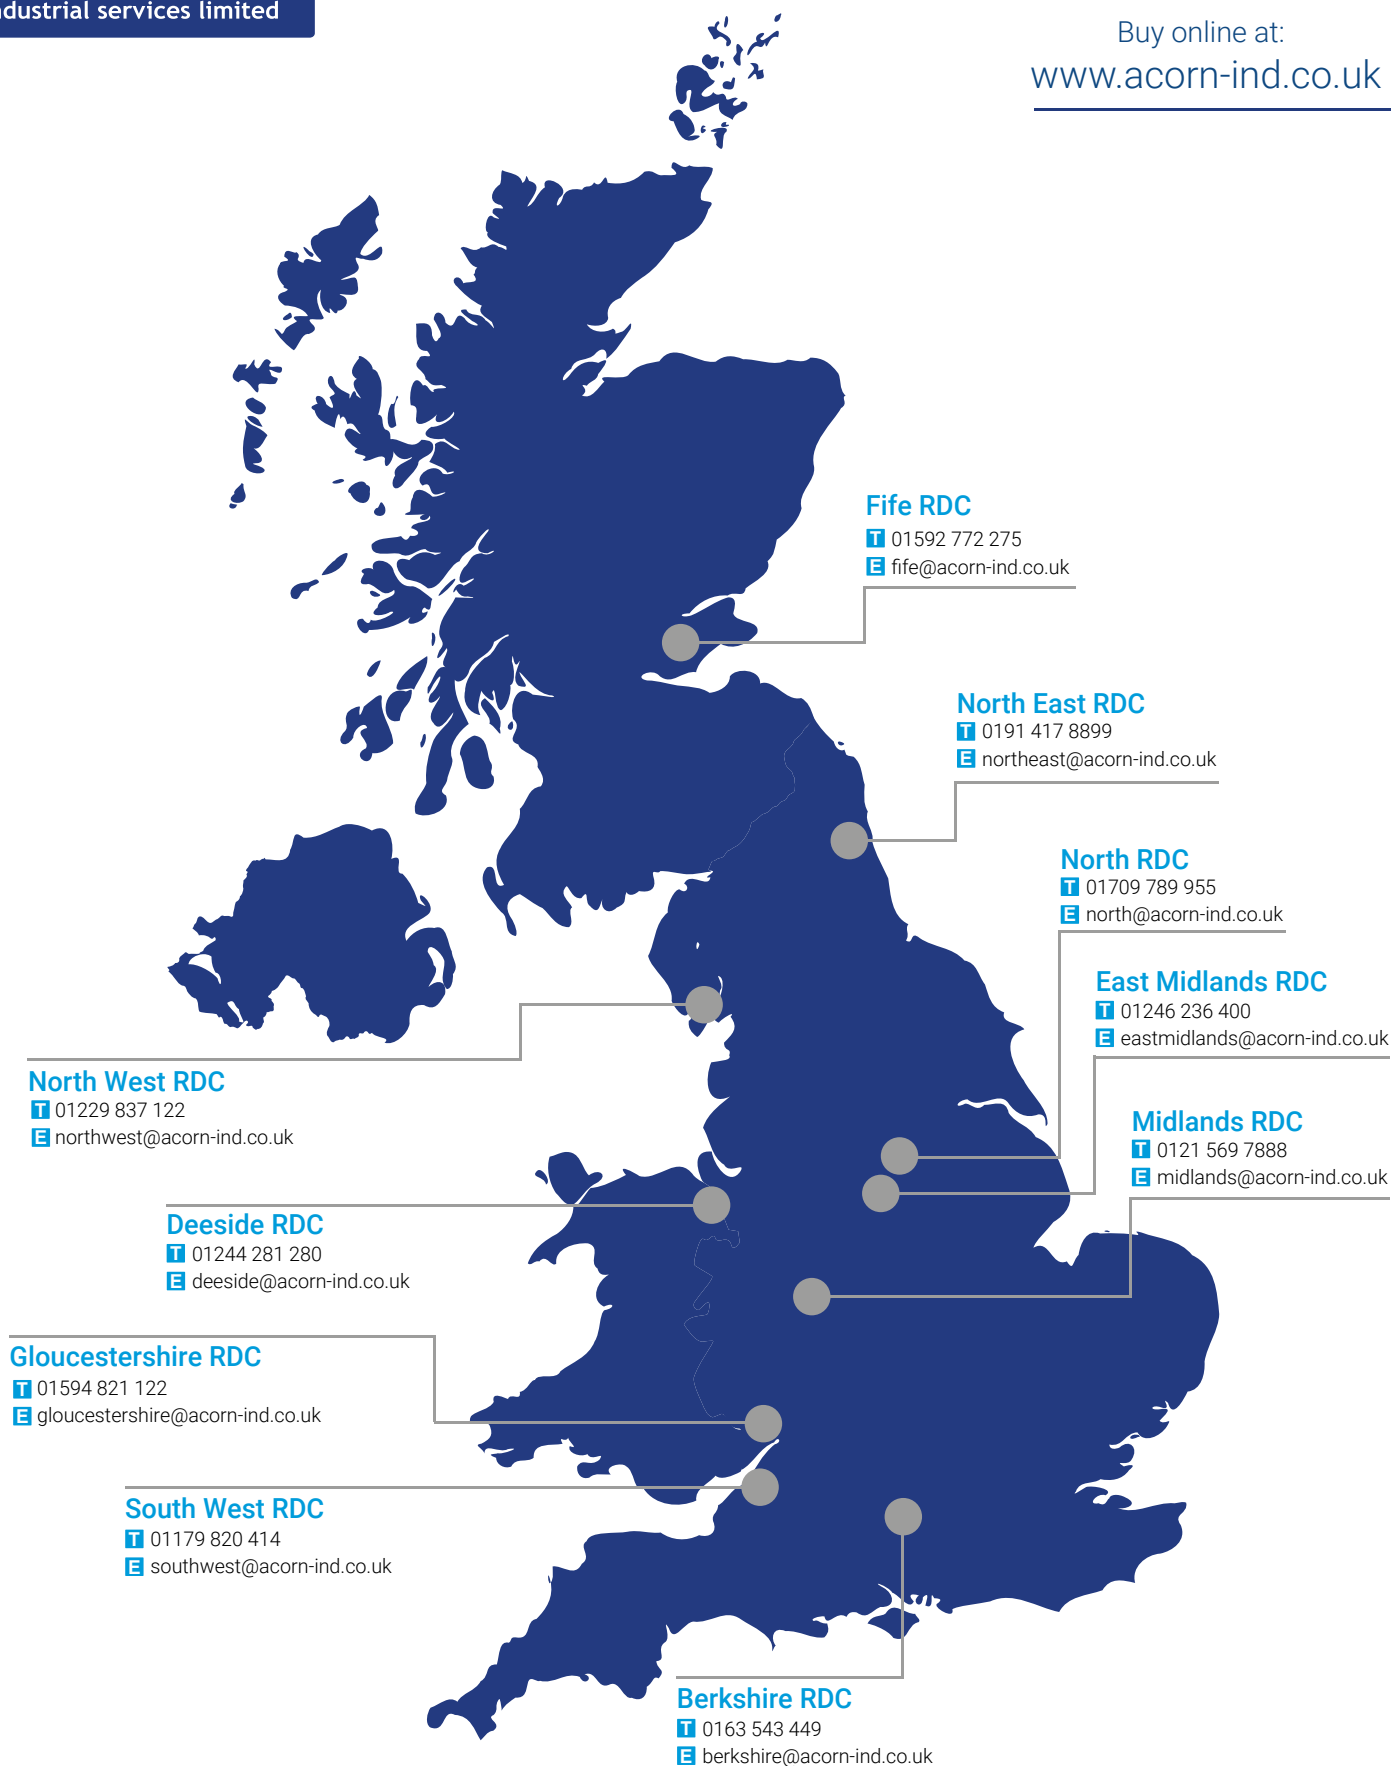 services limited
Buy online at:
www.acorn-ind.co.uk
Fife RDC
T 01592 772 275
E fife@acorn-ind.co.uk
North East RDC
T 0191 417 8899
E northeast@acorn-ind.co.uk
North RDC
T 01709 789 955
E north@acorn-ind.co.uk
East Midlands RDC
T 01246 236 400
E eastmidlands@acorn-ind.co.uk
North West RDC
T 01229 837 122
E northwest@acorn-ind.co.uk
Midlands RDC
T 0121 569 7888
E midlands@acorn-ind.co.uk
Deeside RDC
T 01244 281 280
E deeside@acorn-ind.co.uk
Gloucestershire RDC
T 01594 821 122
E gloucestershire@acorn-ind.co.uk
South West RDC
T 01179 820 414
E southwest@acorn-ind.co.uk
Berkshire RDC
T 0163 543 449
E berkshire@acorn-ind.co.uk